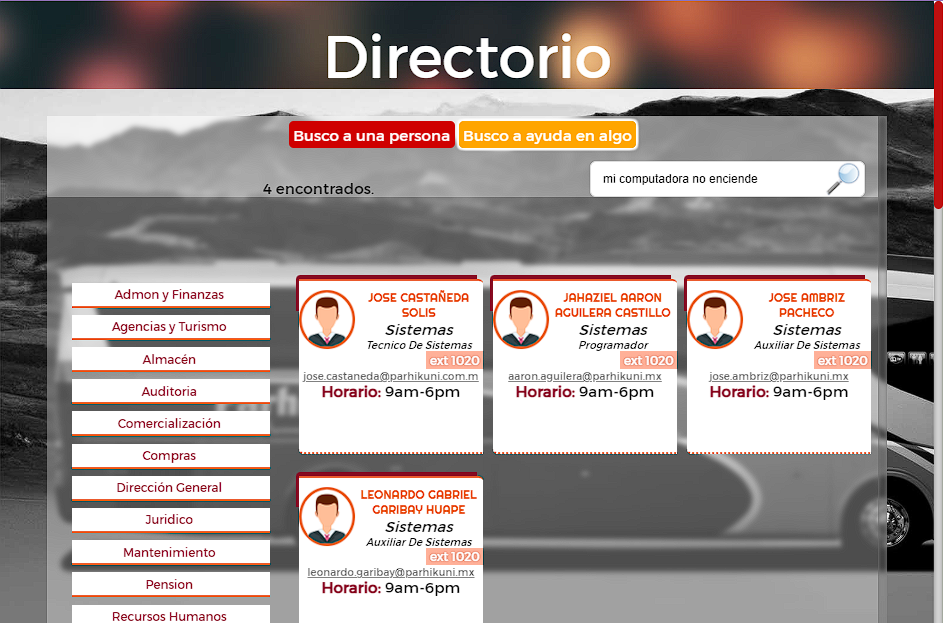 Directorio
Busco a una persona
Busco a ayuda en algo
4 encontrados.
mi computadora no enciende
Admon y Finanzas
Agencias y Turismo
Almacén
Auditoria
Comercialización
Compras
Dirección General
Juridico
Mantenimiento
Pension
Recursos Humanos
JOSE CASTAÑEDA
SOLIS
Sistemas
Tecnico De Sistemas
ext 1020
jose.castaneda@parhikuni.com.m
Horario: 9am-6pm
JAHAZIEL AARON
AGUILERA CASTILLO
Sistemas
Programador
ext 1020
aaron.aguilera@parhikuni.mx
Horario: 9am-6pm
JOSE AMBRIZ
PACHECO
Sistemas
Auxiliar De Sistemas
ext 1020
jose.ambriz@parhikuni.mx
Horario: 9am-6pm
LEONARDO GABRIEL
GARIBAY HUAPE
Sistemas
Auxiliar De Sistemas
ext 1020
leonardo.garibay@parhikuni.mx
Horario: 9am-6pm